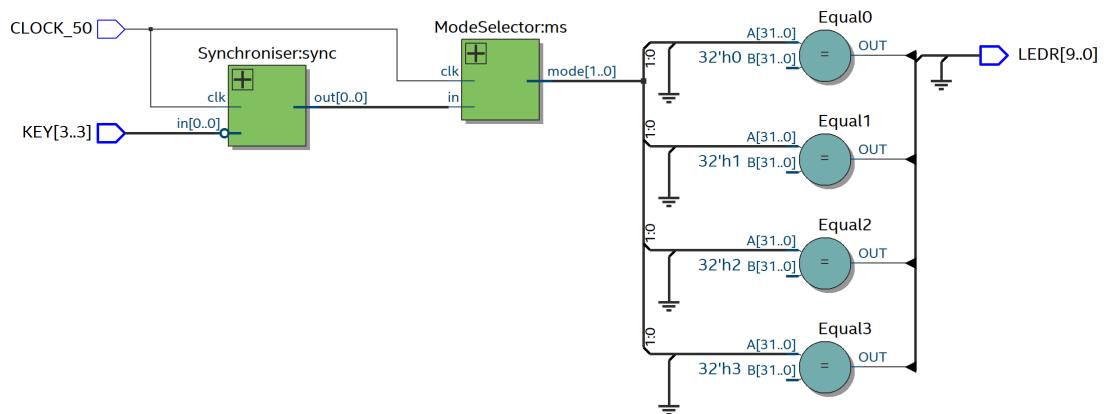 CLOCK_50
KEY[3..3]
Synchroniser:sync
clk
in[0..0]
out[0..0]
ModeSelector:ms
clk
in
mode[1..0]
1:0
Equal0
A[31..0]
32'h0 B[31..0]
=
OUT
1:0
Equal1
A[31..0]
32'h1 B[31..0]
=
OUT
1:0
Equal2
A[31..0]
32'h2 B[31..0]
=
OUT
1:0
Equal3
A[31..0]
32'h3 B[31..0]
=
OUT
LEDR[9..0]